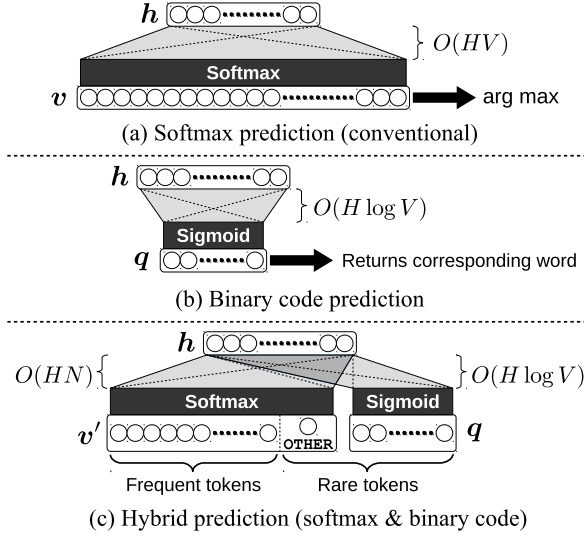 h
O(HV)
Softmax
v
arg max
(a) Softmax prediction (conventional)
h
O(H log V)
Sigmoid
q
Returns corresponding word
(b) Binary code prediction
h
O(HN)
O(H log V)
Softmax
Sigmoid
v′
OTHER
q
Frequent tokens
Rare tokens
(c) Hybrid prediction (softmax & binary code)